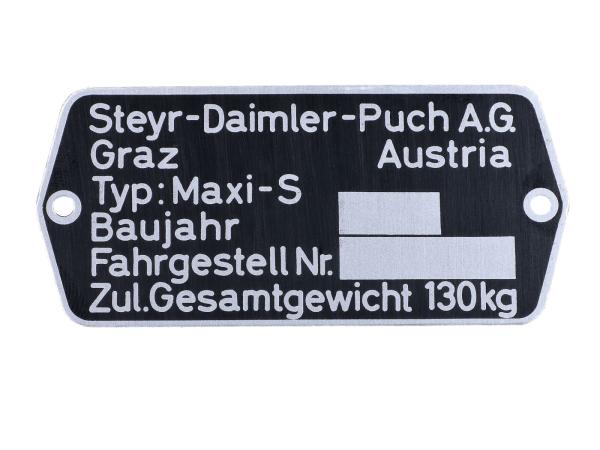 Steyr-Daimler-Puch A.G.
Graz Austria
Typ: Maxi-S
Baujahr
Fahrgestell Nr.
Zul.Gesamtgewicht 130kg